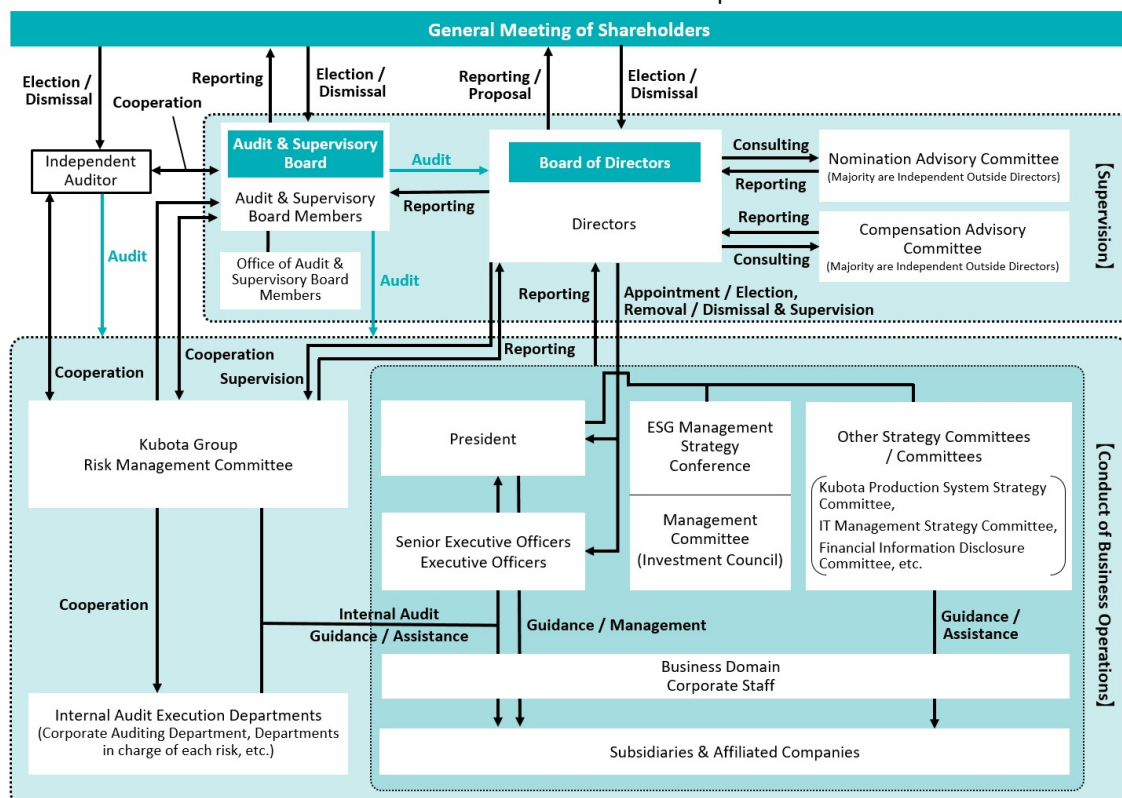 General Meeting of Shareholders
Election /
Dismissal
Cooperation
Reporting
Election /
Dismissal
Reporting /
Proposal
Election /
Dismissal
Independent
Auditor
Audit & Supervisory
Board
Audit
Board of Directors
Consulting
Reporting
Nomination Advisory Committee
(Majority are Independent Outside Directors)
Audit & Supervisory
Board Members
Reporting
Directors
Reporting
Consulting
Compensation Advisory
Committee
(Majority are Independent Outside Directors)
【Supervision】
Audit
Office of Audit &
Supervisory Board
Members
Audit
Reporting
Appointment / Election,
Removal / Dismissal & Supervision
Cooperation
Cooperation
Supervision
Reporting
Kubota Group
Risk Management Committee
President
ESG Management
Strategy
Conference
Other Strategy Committees
/ Committees
Kubota Production System Strategy
Committee,
IT Management Strategy Committee,
Financial Information Disclosure
Committee, etc.
Senior Executive Officers
Executive Officers
Management
Committee
(Investment Council)
【Conduct of Business Operations】
Cooperation
Internal Audit
Guidance / Assistance
Guidance / Management
Guidance /
Assistance
Business Domain
Corporate Staff
Internal Audit Execution Departments
(Corporate Auditing Department, Departments
in charge of each risk, etc.)
Subsidiaries & Affiliated Companies